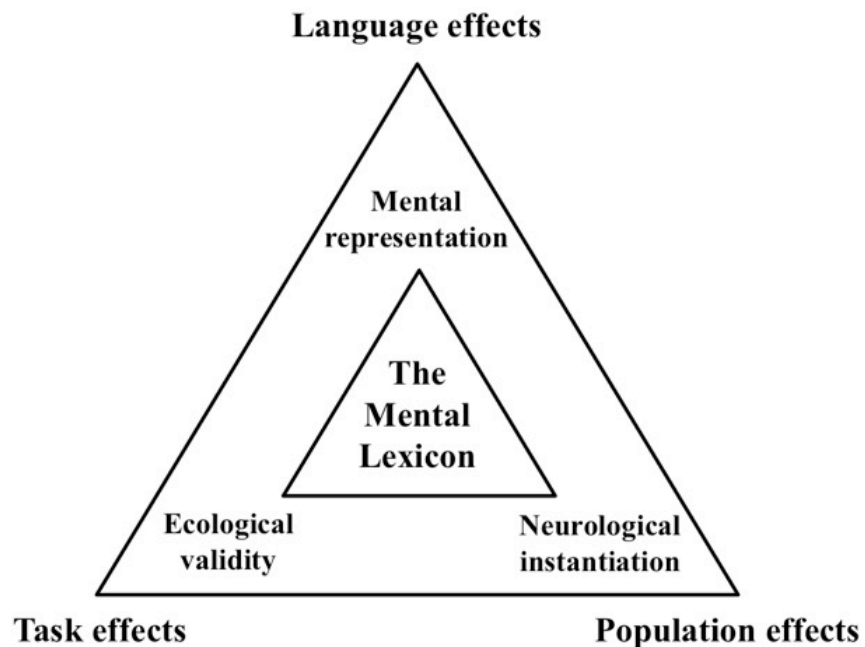 Language effects
Mental
representation
The
Mental
Lexicon
Ecological
validity
Neurological
instantiation
Task effects
Population effects